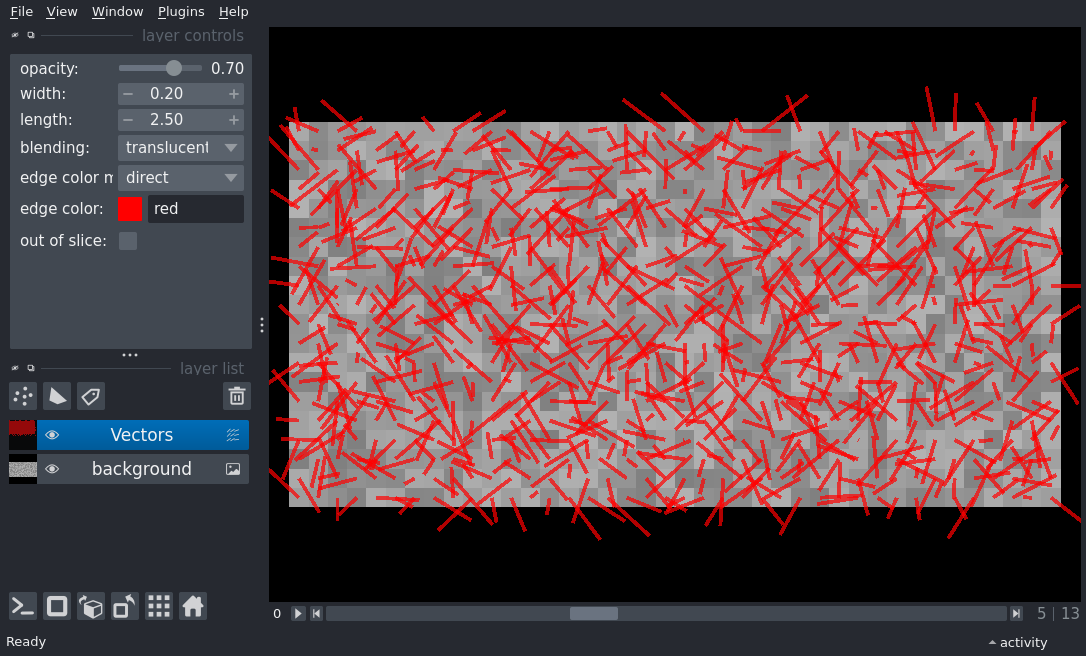 File View Window Plugins Help
layer controls
opacity: 0.70
width: − 0.20 +
length: − 2.50 +
blending: translucent
edge color m direct
edge color: red
out of slice:
layer list
Vectors
background
0 5 | 13
Ready activity